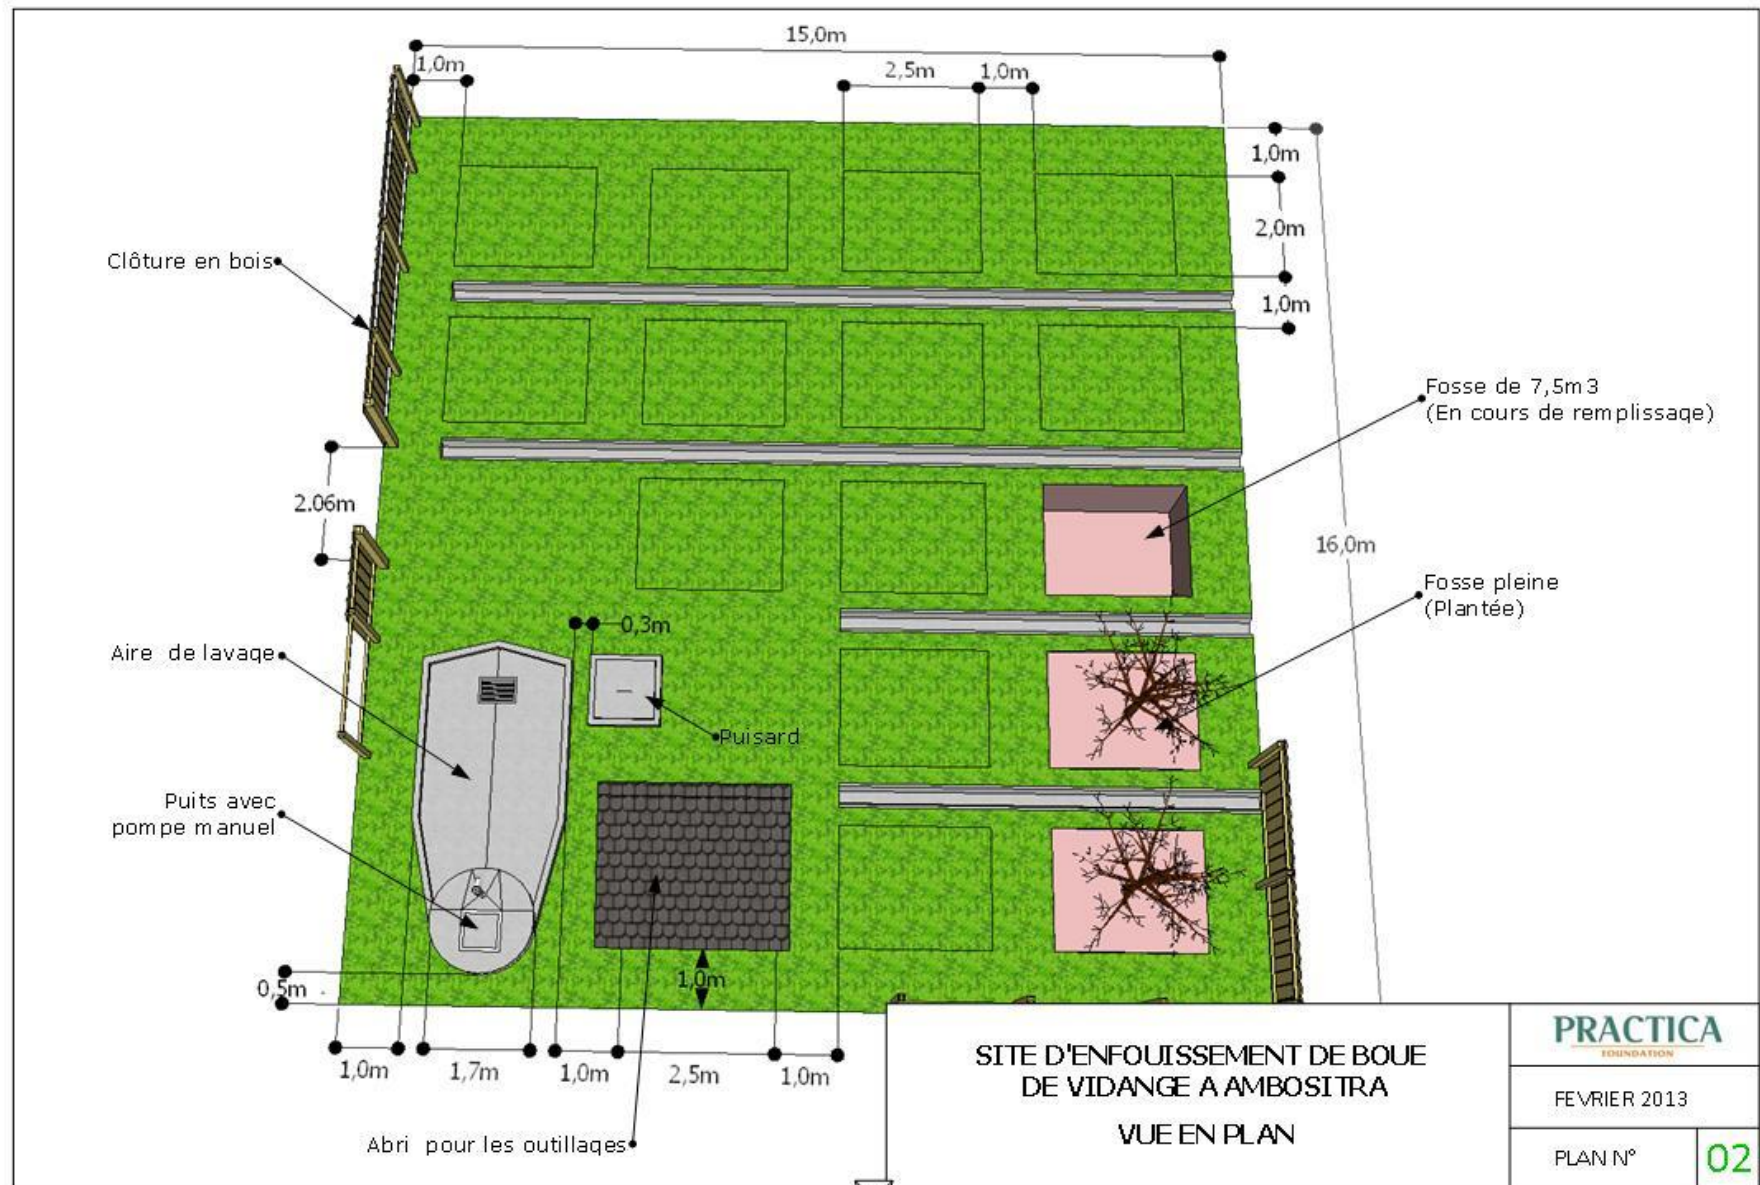 15,0m
1,0m
2,5m
1,0m
1,0m
2,0m
1,0m
Clôture en bois
Fosse de 7,5m3
(En cours de remplissage)
2.06m
16,0m
Fosse pleine
(Plantée)
0,3m
Aire de lavage
Puisard
Puits avec
pompe manuel
0,5m
1,0m
1,0m
1,7m
1,0m
2,5m
1,0m
Abri pour les outillages
SITE D'ENFOUISSEMENT DE BOUE
DE VIDANGE A AMBOSITRA
VUE EN PLAN
PRACTICA
FOUNDATION
FEVRIER 2013
PLAN N° 02